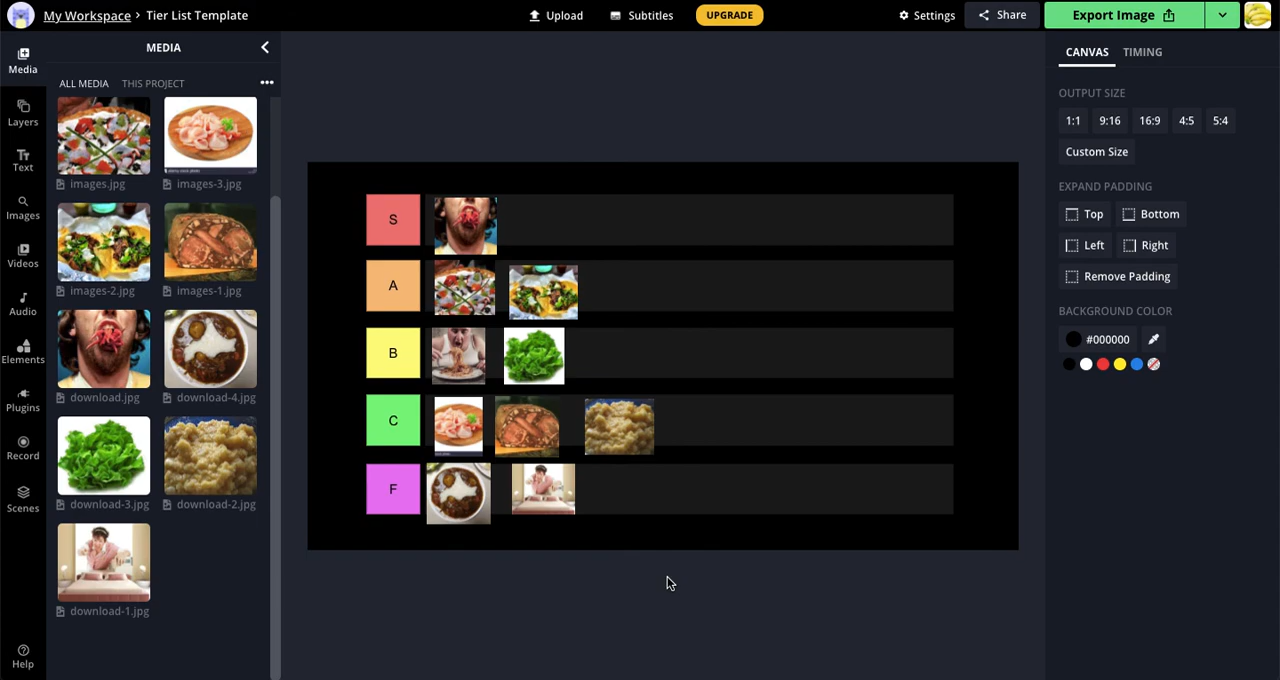 My Workspace › Tier List Template
Upload
Subtitles
UPGRADE
Settings
Share
Export Image
MEDIA
ALL MEDIA THIS PROJECT
Media
Layers
Text
Images
Videos
Audio
Elements
Plugins
Record
Scenes
Help
images.jpg
images-3.jpg
images-2.jpg
images-1.jpg
download.jpg
download-4.jpg
download-3.jpg
download-2.jpg
download-1.jpg
S
A
B
C
F
CANVAS TIMING
OUTPUT SIZE
1:1 9:16 16:9 4:5 5:4
Custom Size
EXPAND PADDING
Top Bottom
Left Right
Remove Padding
BACKGROUND COLOR
#000000